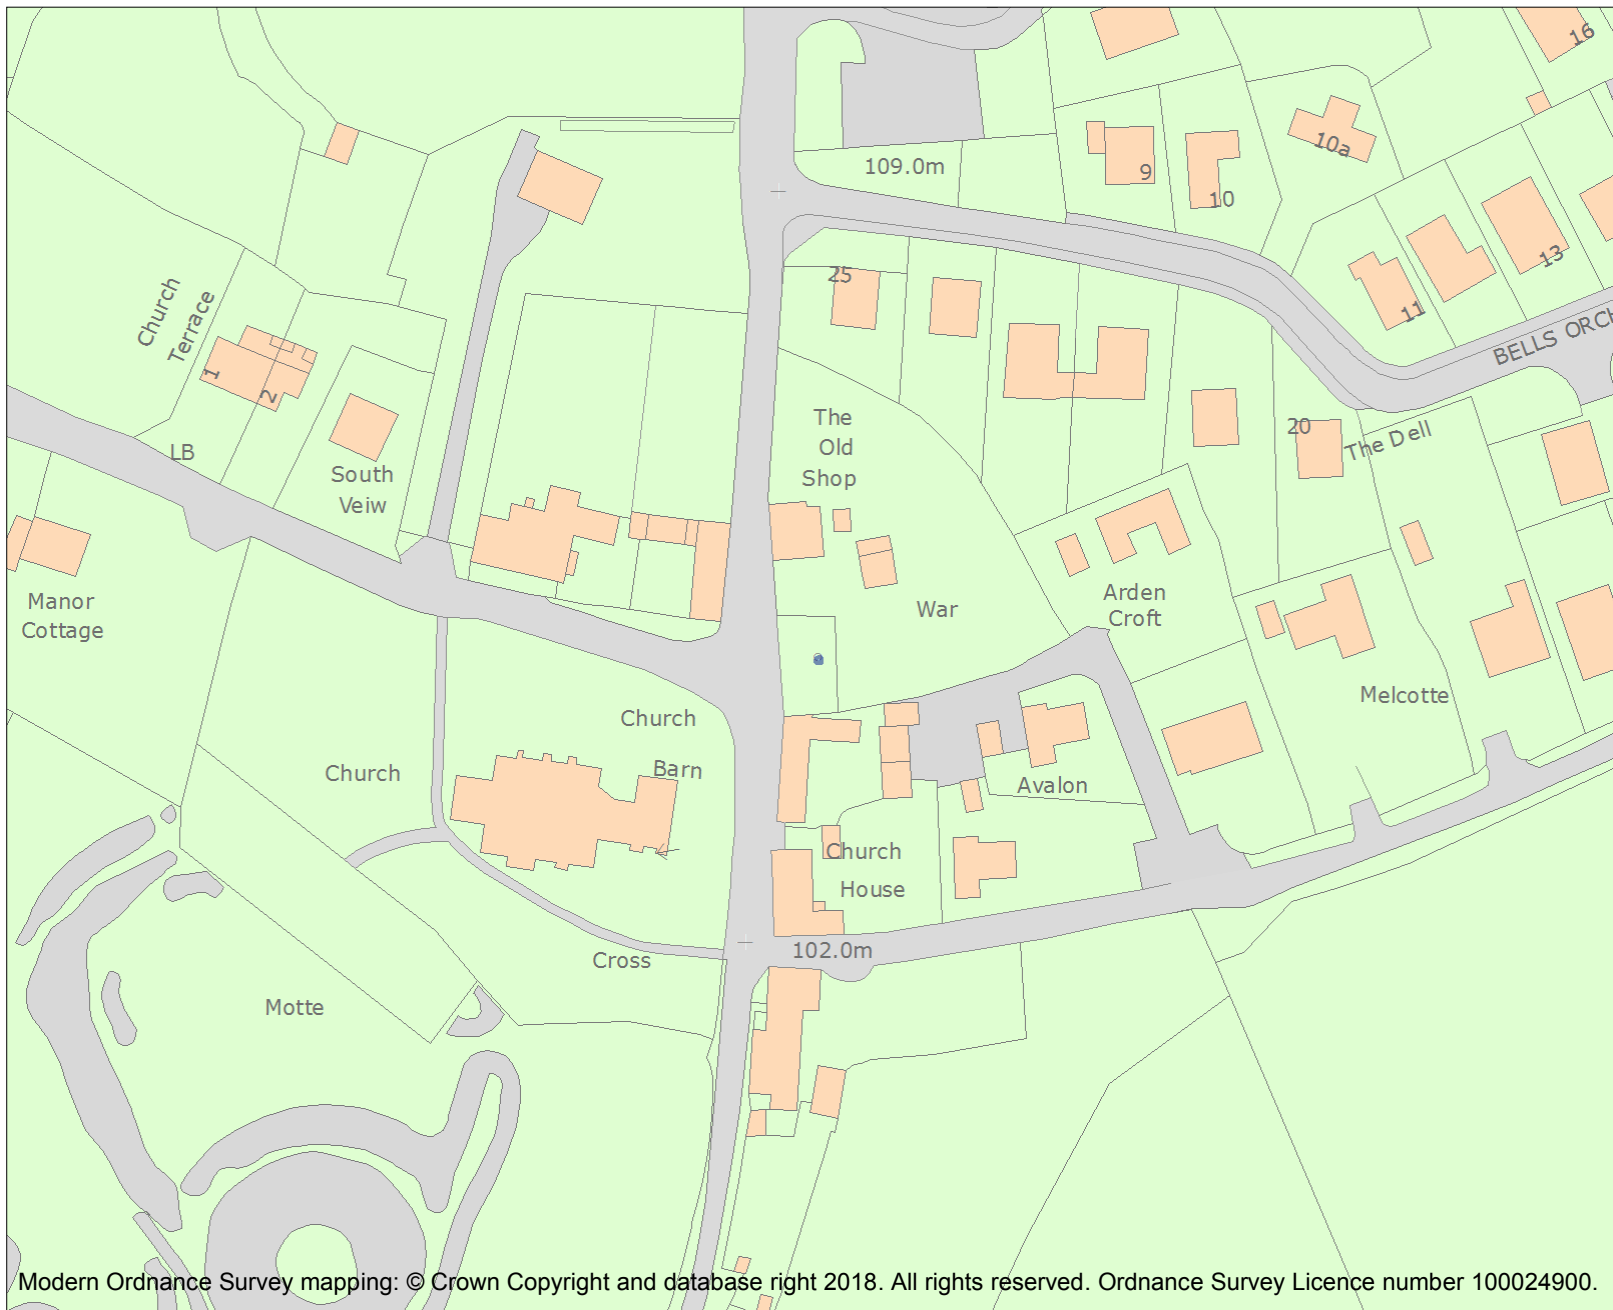 16
10a
109.0m
9
10
13
25
11
BELLS ORCH
Church
Terrace
1
2
The
Old
Shop
20
The Dell
LB
South
Veiw
Manor
Cottage
War
Arden
Croft
Melcotte
Church
Barn
Church
Avalon
Church
House
Cross
102.0m
Motte
Modern Ordnance Survey mapping: © Crown Copyright and database right 2018. All rights reserved. Ordnance Survey Licence number 100024900.